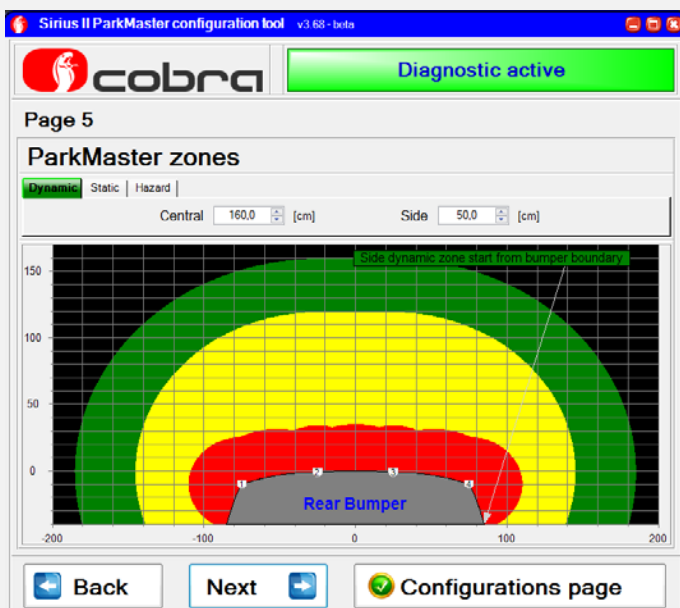 Sirius II ParkMaster configuration tool v3.68 - beta
cobra
Diagnostic active
Page 5
ParkMaster zones
Dynamic Static Hazard
Central 160,0 [cm] Side 50,0 [cm]
Side dynamic zone start from bumper boundary
150
100
50
0
1 2 3 4
Rear Bumper
-200 -100 0 100 200
Back Next Configurations page